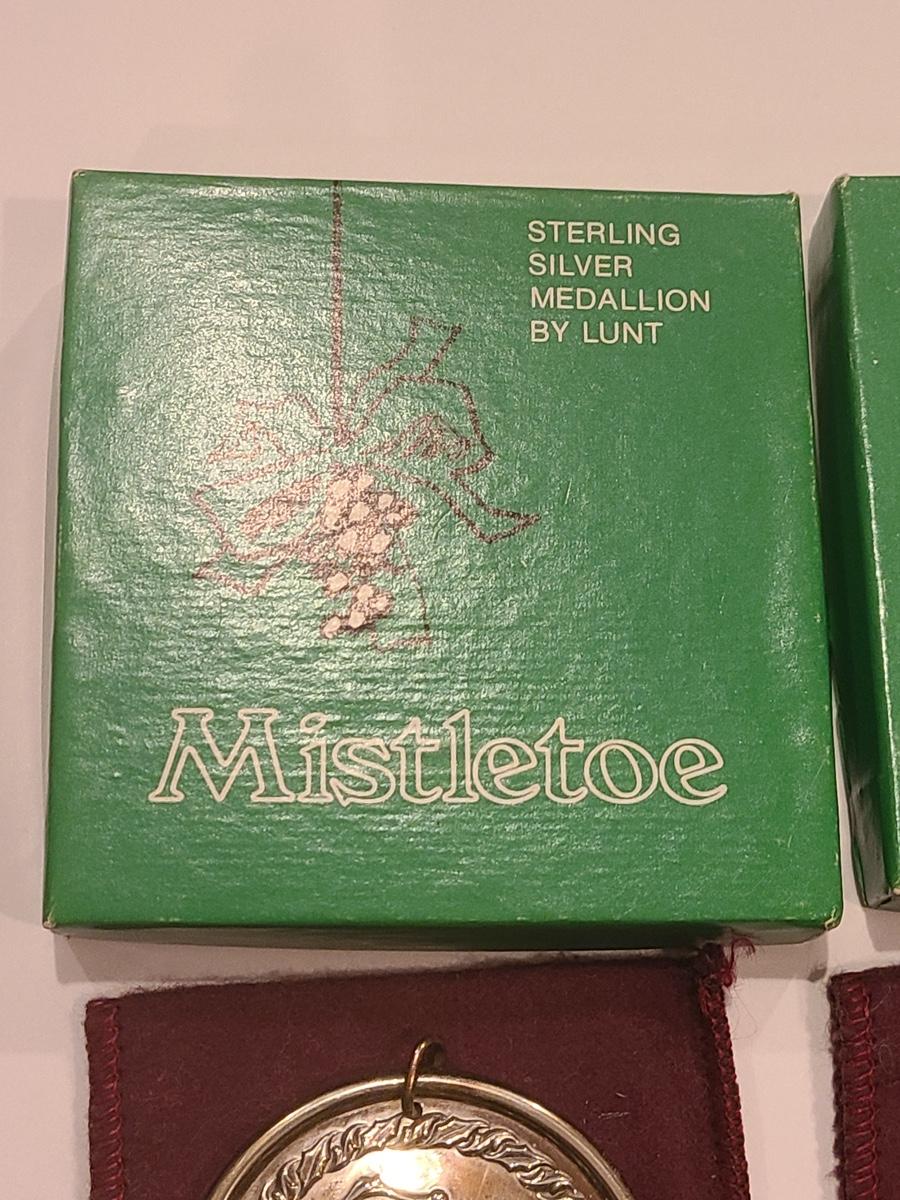 STERLING
SILVER
MEDALLION
BY LUNT
Mistletoe